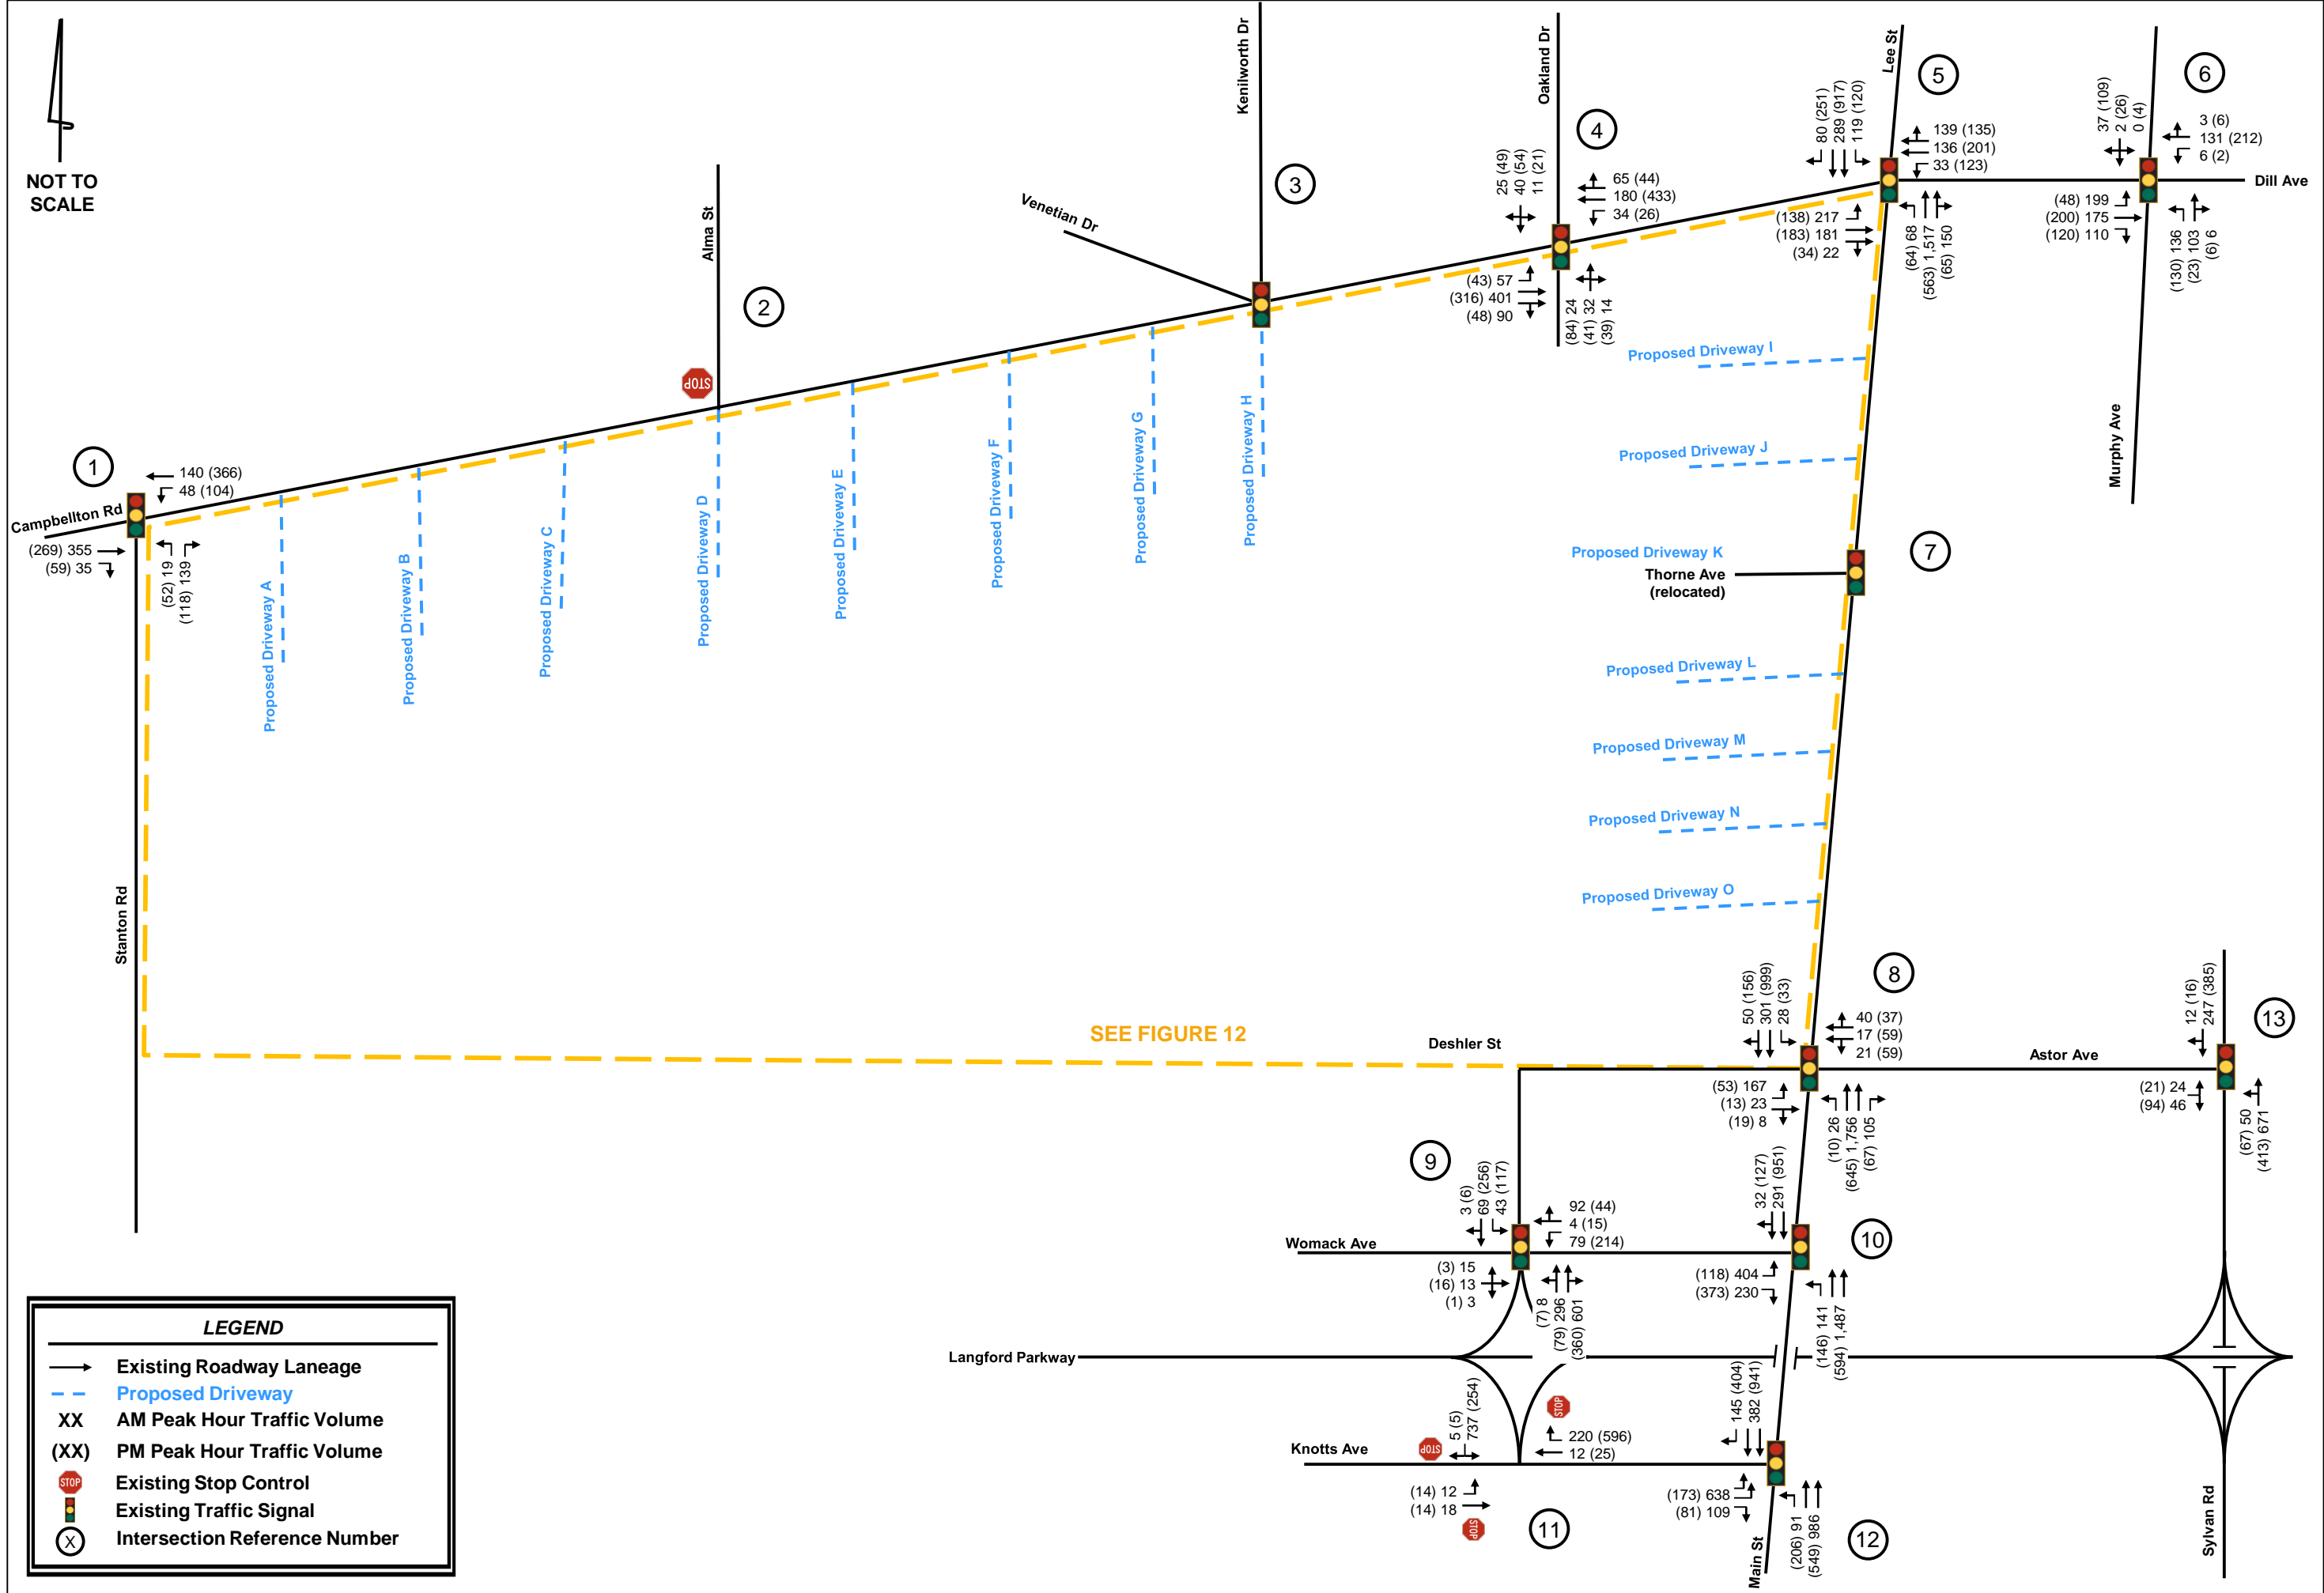 NOT TO
SCALE
Kenilworth Dr
Oakland Dr
Lee St
5
6
4
3
80 (251)
289 (917)
119 (120)
139 (135)
136 (201)
33 (123)
37 (109)
2 (26)
0 (4)
3 (6)
131 (212)
6 (2)
Dill Ave
25 (49)
40 (54)
11 (21)
65 (44)
180 (433)
34 (26)
(138) 217
(183) 181
(34) 22
(64) 68
(563) 1,517
(65) 150
(48) 199
(200) 175
(120) 110
(130) 136
(23) 103
(6) 6
Venetian Dr
Alma St
2
STOP
(43) 57
(316) 401
(48) 90
(84) 24
(41) 32
(39) 14
Murphy Ave
1
140 (366)
48 (104)
Campbellton Rd
(269) 355
(59) 35
(52) 19
(118) 139
Proposed Driveway A
Proposed Driveway B
Proposed Driveway C
Proposed Driveway D
Proposed Driveway E
Proposed Driveway F
Proposed Driveway G
Proposed Driveway H
Proposed Driveway I
Proposed Driveway J
Proposed Driveway K
Thorne Ave
(relocated)
7
Proposed Driveway L
Proposed Driveway M
Proposed Driveway N
Proposed Driveway O
Stanton Rd
SEE FIGURE 12
Deshler St
8
50 (156)
301 (999)
28 (33)
40 (37)
17 (59)
21 (59)
Astor Ave
12 (16)
247 (385)
13
(53) 167
(13) 23
(19) 8
(10) 26
(645) 1,756
(67) 105
(21) 24
(94) 46
(67) 50
(413) 671
9
3 (6)
69 (256)
43 (117)
92 (44)
4 (15)
79 (214)
32 (127)
291 (951)
10
Womack Ave
(3) 15
(16) 13
(1) 3
(7) 8
(79) 296
(360) 601
(118) 404
(373) 230
(146) 141
(594) 1,487
Langford Parkway
5 (5)
737 (254)
STOP
STOP
220 (596)
12 (25)
145 (404)
382 (941)
Knotts Ave
(14) 12
(14) 18
STOP
11
(173) 638
(81) 109
(206) 91
(549) 986
12
Main St
Sylvan Rd
LEGEND
Existing Roadway Laneage
Proposed Driveway
XX AM Peak Hour Traffic Volume
(XX) PM Peak Hour Traffic Volume
STOP Existing Stop Control
Existing Traffic Signal
X Intersection Reference Number